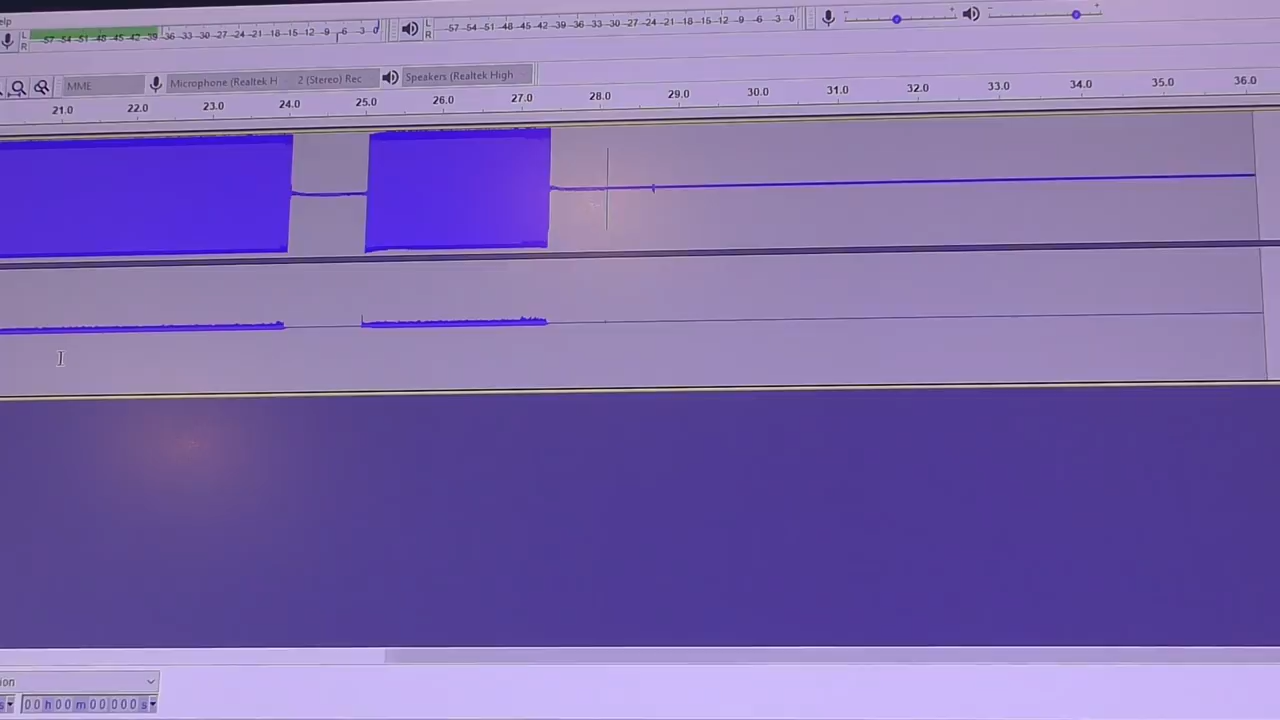 elp
L
R
-57 -54 -51 -48 -45 -42 -39 -36 -33 -30 -27 -24 -21 -18 -15 -12 -9 -6 -3 0
L
R
-57 -54 -51 -48 -45 -42 -39 -36 -33 -30 -27 -24 -21 -18 -15 -12 -9 -6 -3 0
- +
- +
MME
Microphone (Realtek H
2 (Stereo) Rec
Speakers (Realtek High
21.0 22.0 23.0 24.0 25.0 26.0 27.0 28.0 29.0 30.0 31.0 32.0 33.0 34.0 35.0 36.0
ion
s
00 h 00 m 00.000 s